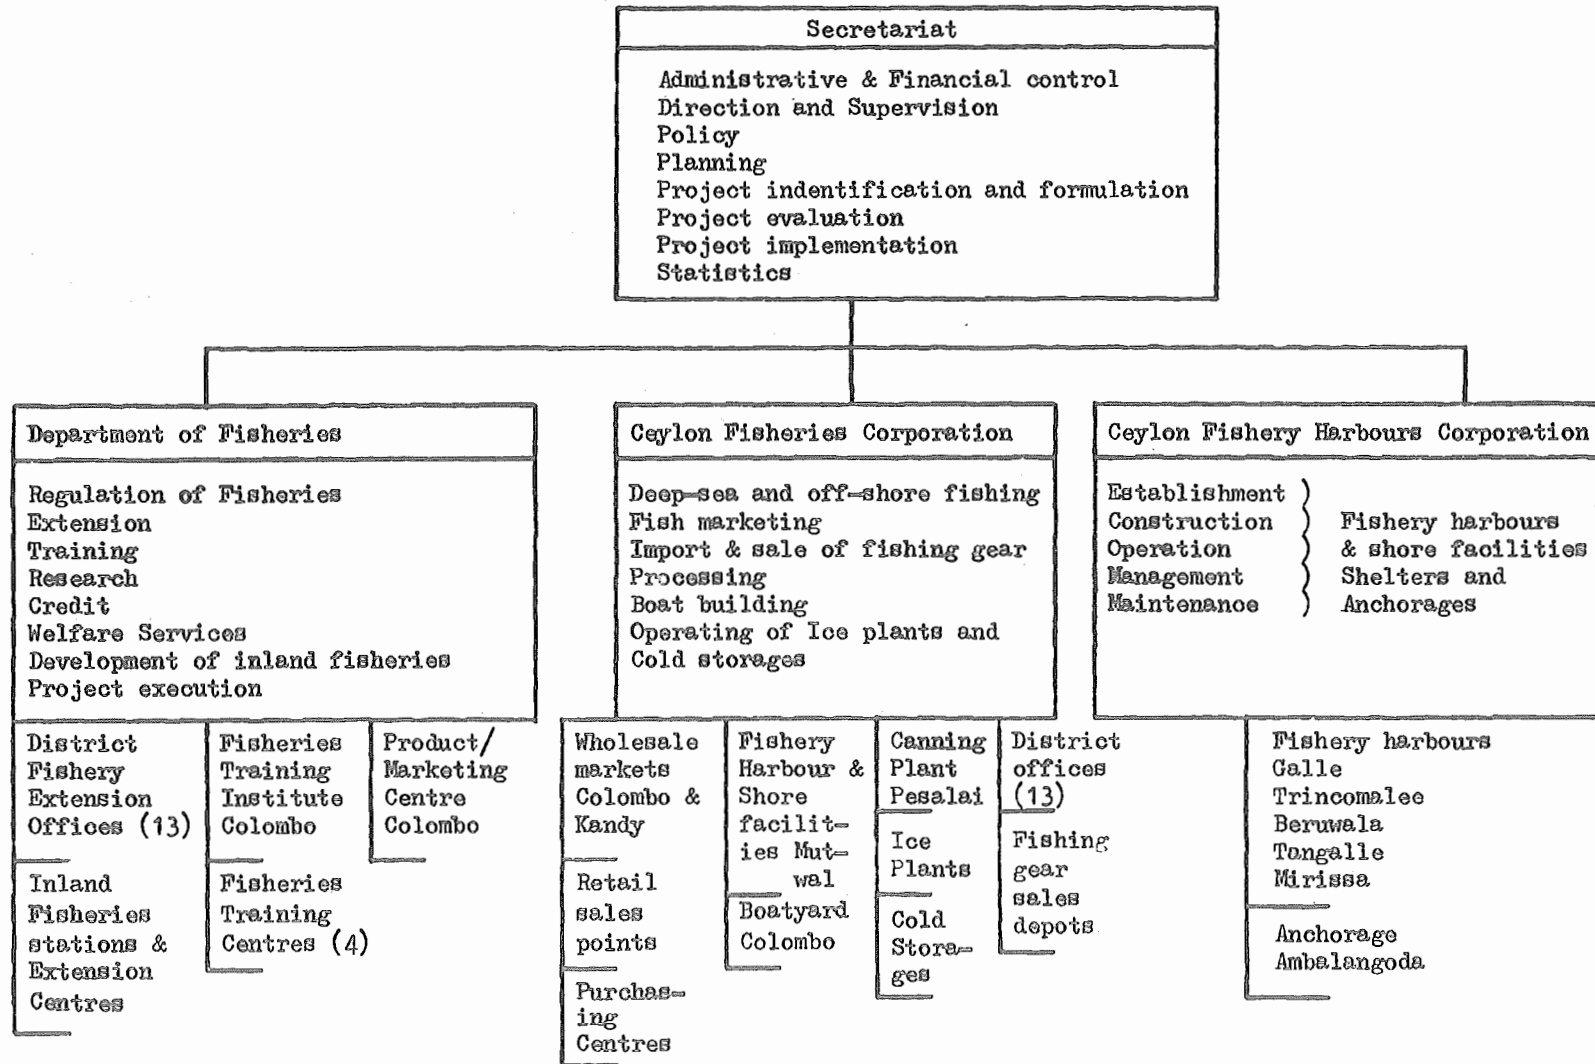 Secretariat
Administrative & Financial control
Direction and Supervision
Policy
Planning
Project indentification and formulation
Project evaluation
Project implementation
Statistics
Department of Fisheries
Regulation of Fisheries
Extension
Training
Research
Credit
Welfare Services
Development of inland fisheries
Project execution
District
Fishery
Extension
Offices (13)
Inland
Fisheries
stations &
Extension
Centres
Fisheries
Training
Institute
Colombo
Fisheries
Training
Centres (4)
Product/
Marketing
Centre
Colombo
Ceylon Fisheries Corporation
Deep-sea and off-shore fishing
Fish marketing
Import & sale of fishing gear
Processing
Boat building
Operating of Ice plants and
Cold storages
Wholesale
markets
Colombo &
Kandy
Retail
sales
points
Purchas-
ing
Centres
Fishery
Harbour &
Shore
facilit-
ies Mut-
wal
Boatyard
Colombo
Canning
Plant
Pesalai
Ice
Plants
Cold
Stora-
ges
District
offices
(13)
Fishing
gear
sales
depots
Ceylon Fishery Harbours Corporation
Establishment )
Construction ) Fishery harbours
Operation ) & shore facilities
Management ) Shelters and
Maintenance ) Anchorages
Fishery harbours
Galle
Trincomalee
Beruwala
Tangalle
Mirissa
Anchorage
Ambalangoda